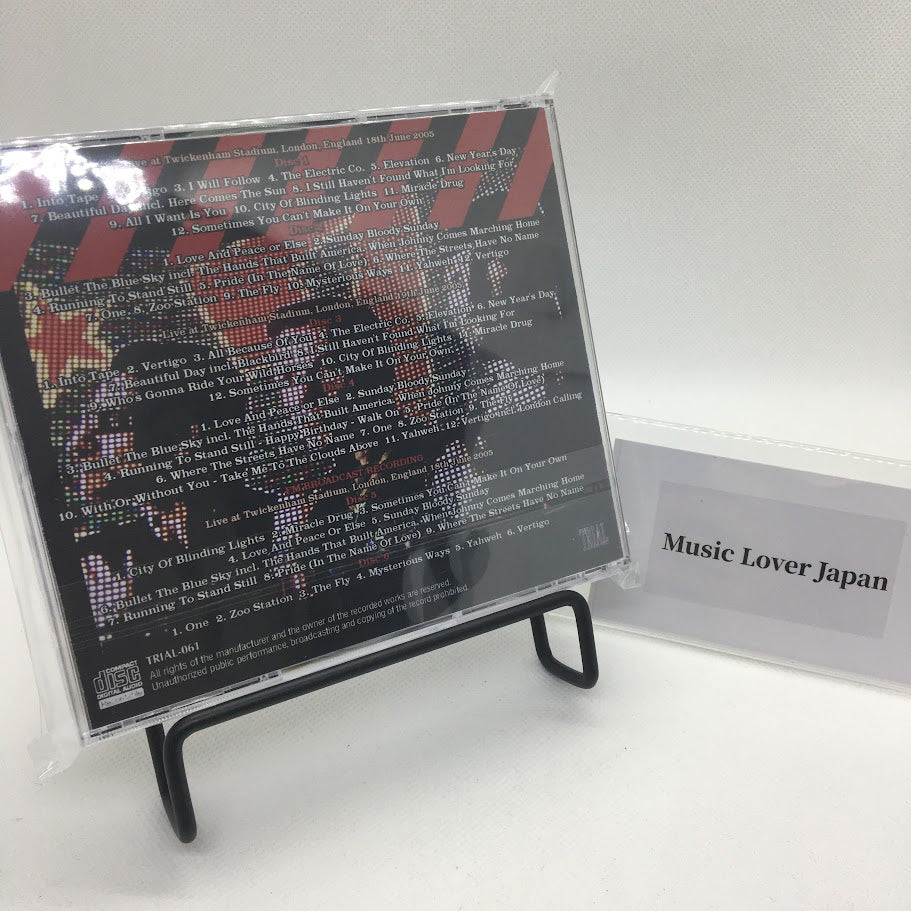 Live at Twickenham Stadium, London, England 18th June 2005
Disc 1
1. Into Tape 2. Vertigo 3. I Will Follow 4. The Electric Co. 5. Elevation 6. New Year's Day
7. Beautiful Day incl. Here Comes The Sun 8. I Still Haven't Found What I'm Looking For
9. All I Want Is You 10. City Of Blinding Lights 11. Miracle Drug
12. Sometimes You Can't Make It On Your Own
Disc 2
1. Love And Peace or Else 2. Sunday Bloody Sunday
3. Bullet The Blue Sky incl. The Hands That Built America, When Johnny Comes Marching Home
4. Running To Stand Still 5. Pride (In The Name Of Love) 6. Where The Streets Have No Name
7. One 8. Zoo Station 9. The Fly 10. Mysterious Ways 11. Yahweh 12. Vertigo
Live at Twickenham Stadium, London, England 19th June 2005
Disc 3
1. Into Tape 2. Vertigo 3. All Because Of You 4. The Electric Co. 5. Elevation 6. New Year's Day
7. Beautiful Day incl. Blackbird 8. I Still Haven't Found What I'm Looking For
9. Who's Gonna Ride Your Wild Horses 10. City Of Blinding Lights 11. Miracle Drug
12. Sometimes You Can't Make It On Your Own
Disc 4
1. Love And Peace or Else 2. Sunday Bloody Sunday
3. Bullet The Blue Sky incl. The Hands That Built America, When Johnny Comes Marching Home
4. Running To Stand Still - Happy Birthday - Walk On 5. Pride (In The Name Of Love)
6. Where The Streets Have No Name 7. One 8. Zoo Station 9. The Fly
10. With Or Without You - Take Me To The Clouds Above 11. Yahweh 12. Vertigo incl. London Calling
FM BROADCAST RECORDING
Live at Twickenham Stadium, London, England 18th June 2005
Disc 5
1. City Of Blinding Lights 2. Miracle Drug 3. Sometimes You Can't Make It On Your Own
4. Love And Peace or Else 5. Sunday Bloody Sunday
6. Bullet The Blue Sky incl. The Hands That Built America, When Johnny Comes Marching Home
7. Running To Stand Still 8. Pride (In The Name Of Love) 9. Where The Streets Have No Name
Disc 6
1. One 2. Zoo Station 3. The Fly 4. Mysterious Ways 5. Yahweh 6. Vertigo
TRIAL
COMPACT
disc
DIGITAL AUDIO
TRIAL-061
All rights of the manufacturer and the owner of the recorded works are reserved.
Unauthorized public performance, broadcasting and copying of the record prohibited.
Music Lover Japan